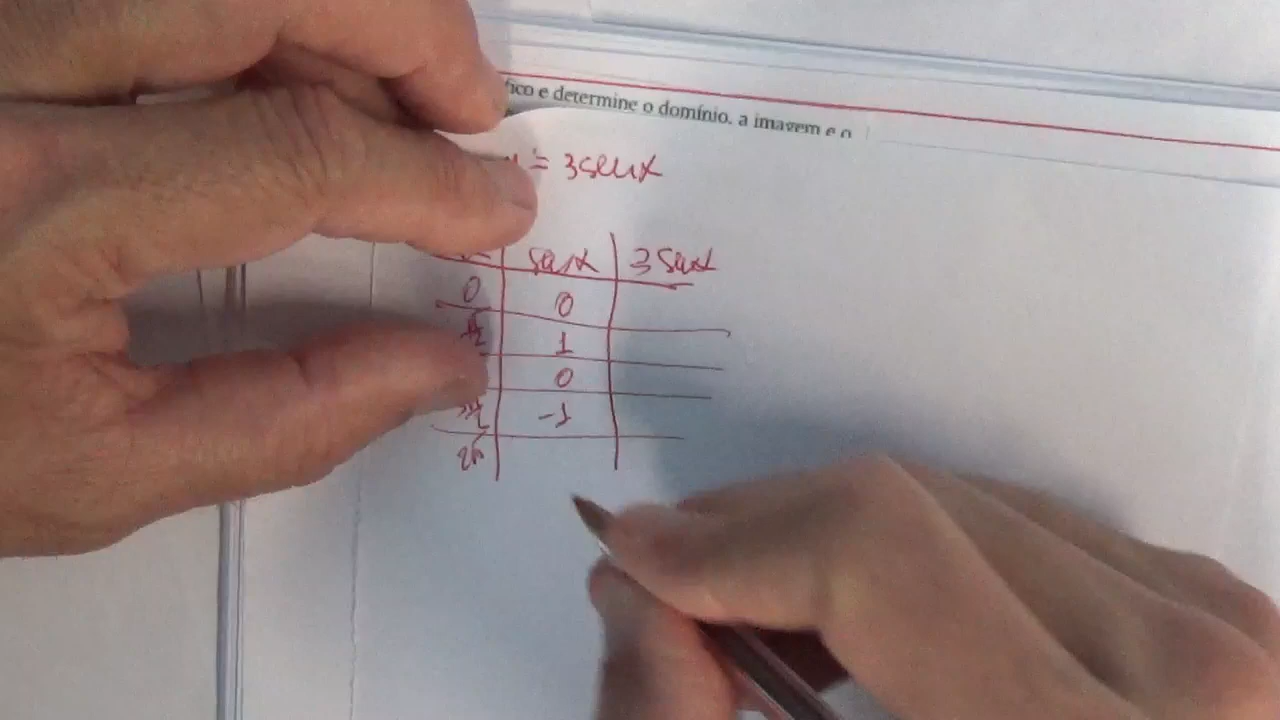 fico e determine o domínio, a imagem e o
= 3senx
senx 3senx
0 0
π/2 1
0
3π/2 -1
2π